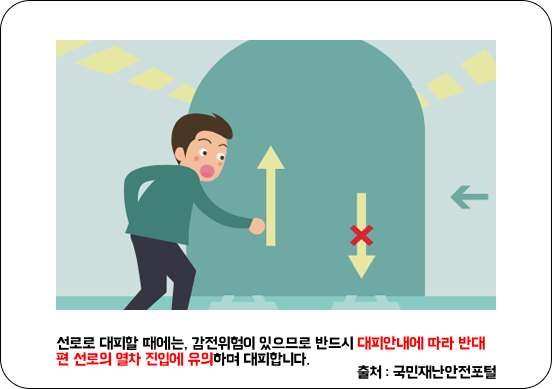 선로로 대피할 때에는, 감전위험이 있으므로 반드시 대피안내에 따라 반대
편 선로의 열차 진입에 유의하며 대피합니다.
출처 : 국민재난안전포털